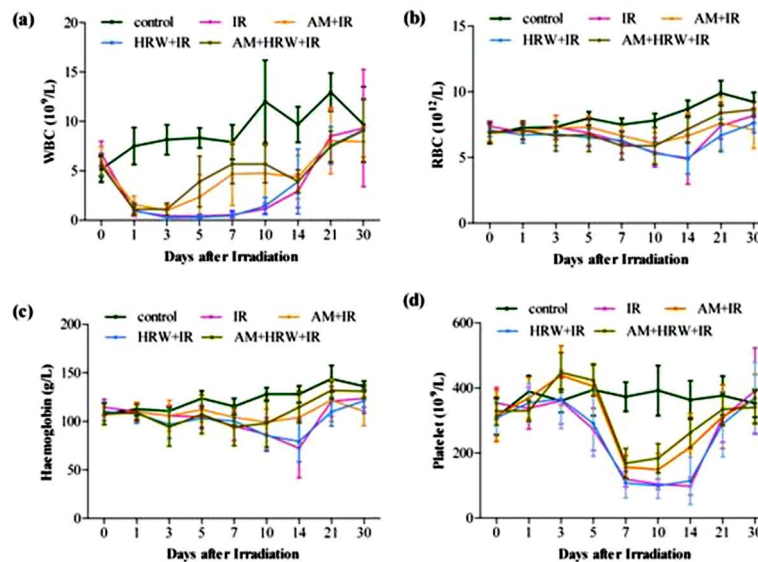 (a)
control IR AM+IR
HRW+IR AM+HRW+IR
WBC (10⁹/L)
20
15
10
5
0
0 1 3 5 7 10 14 21 30
Days after Irradiation
(b)
control IR AM+IR
HRW+IR AM+HRW+IR
RBC (10¹²/L)
15
10
5
0
0 1 3 5 7 10 14 21 30
Days after Irradiation
(c)
control IR AM+IR
HRW+IR AM+HRW+IR
Haemoglobin (g/L)
200
150
100
50
0
0 1 3 5 7 10 14 21 30
Days after Irradiation
(d)
control IR AM+IR
HRW+IR AM+HRW+IR
Platelet (10⁹/L)
600
400
200
0
0 1 3 5 7 10 14 21 30
Days after Irradiation